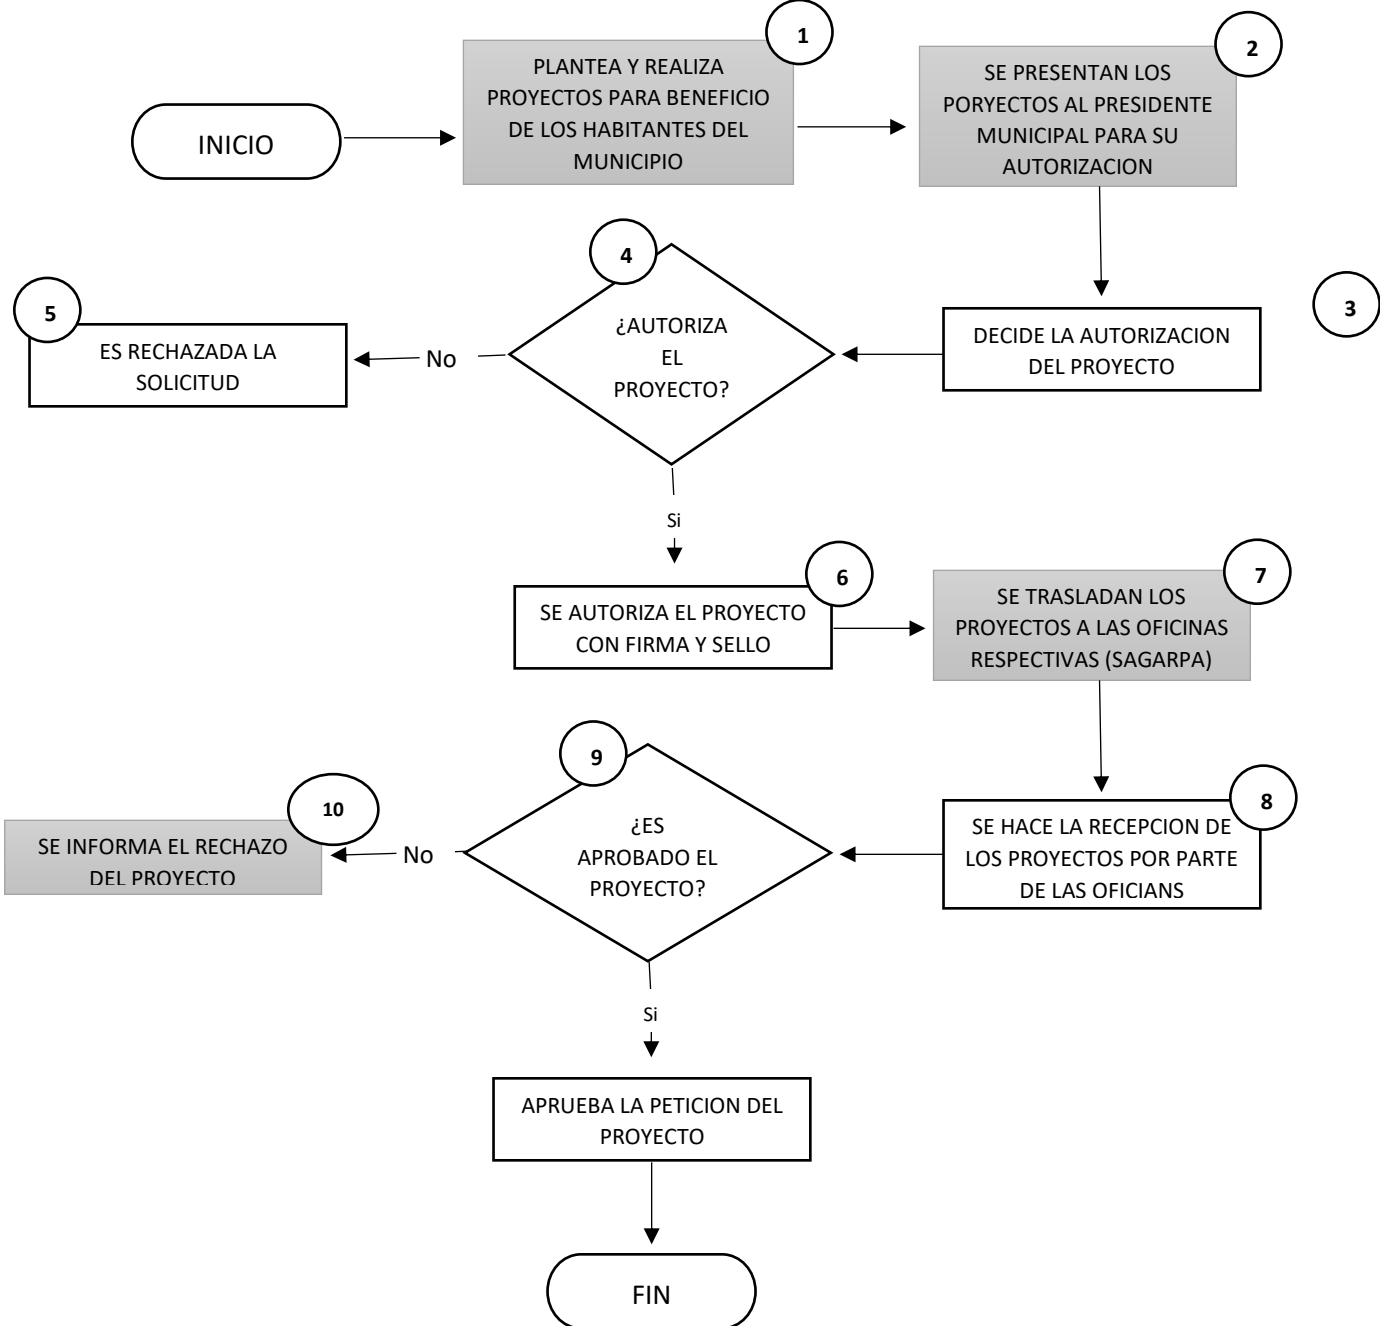 1
PLANTEA Y REALIZA
PROYECTOS PARA BENEFICIO
DE LOS HABITANTES DEL
MUNICIPIO
2
SE PRESENTAN LOS
PORYECTOS AL PRESIDENTE
MUNICIPAL PARA SU
AUTORIZACION
INICIO
4
¿AUTORIZA
EL
PROYECTO?
3
DECIDE LA AUTORIZACION
DEL PROYECTO
5
ES RECHAZADA LA
SOLICITUD
No
Si
6
SE AUTORIZA EL PROYECTO
CON FIRMA Y SELLO
7
SE TRASLADAN LOS
PROYECTOS A LAS OFICINAS
RESPECTIVAS (SAGARPA)
9
¿ES
APROBADO EL
PROYECTO?
8
SE HACE LA RECEPCION DE
LOS PROYECTOS POR PARTE
DE LAS OFICIANS
10
SE INFORMA EL RECHAZO
DEL PROYECTO
No
Si
APRUEBA LA PETICION DEL
PROYECTO
FIN